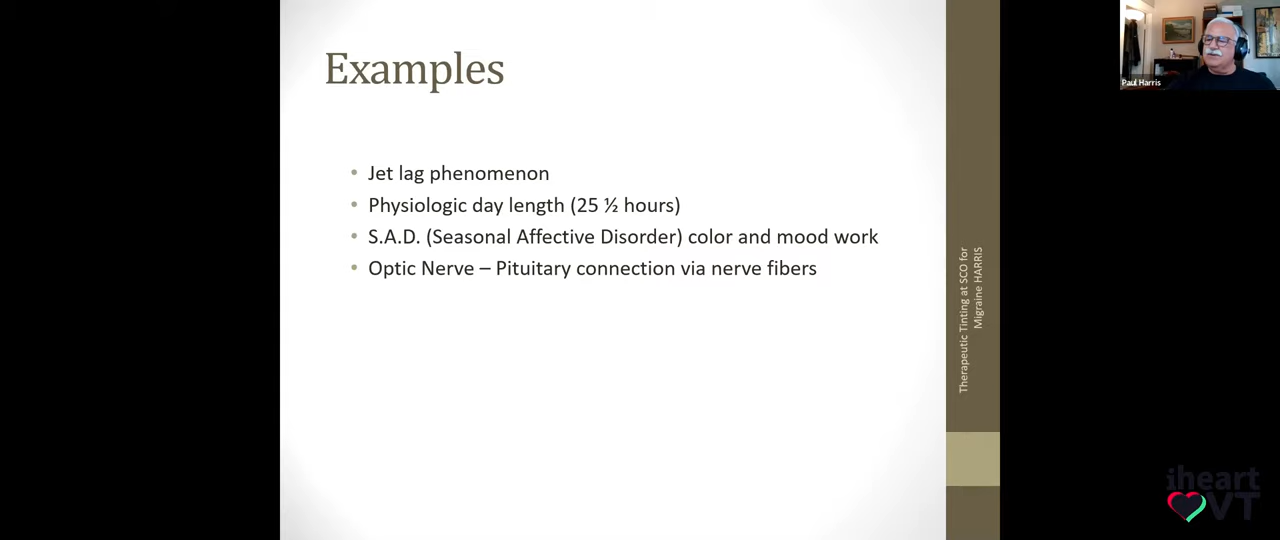 Examples
• Jet lag phenomenon
• Physiologic day length (25 ½ hours)
• S.A.D. (Seasonal Affective Disorder) color and mood work
• Optic Nerve – Pituitary connection via nerve fibers
Therapeutic Tinting at SCO for
Migraine HARRIS
Paul Harris
iheart
VT